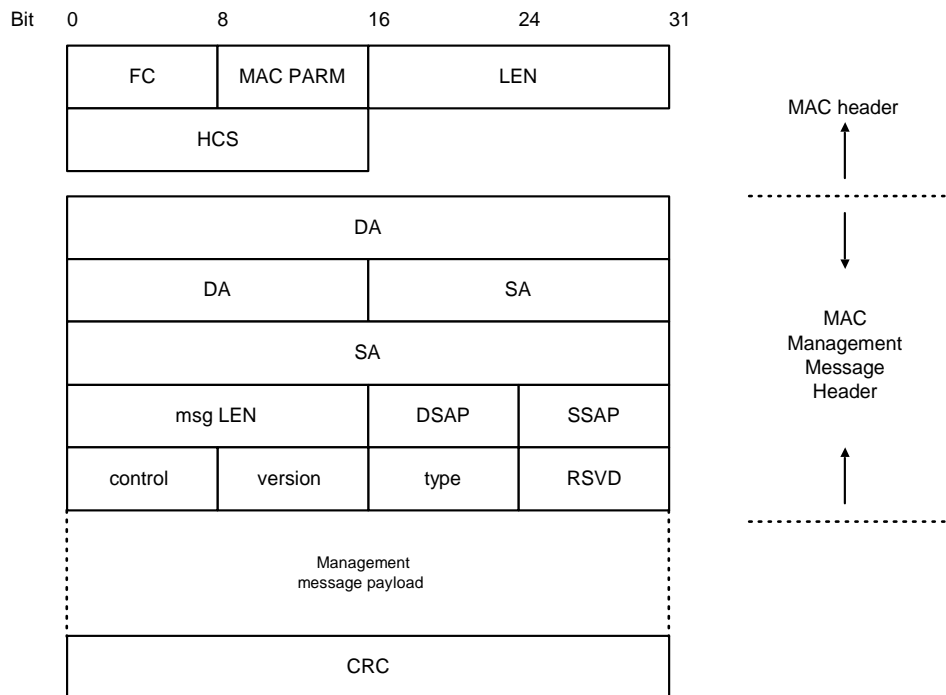 Bit 0 8 16 24 31
FC MAC PARM LEN
MAC header
HCS
DA
DA SA
MAC
Management
Message
Header
SA
msg LEN DSAP SSAP
control version type RSVD
Management
message payload
CRC